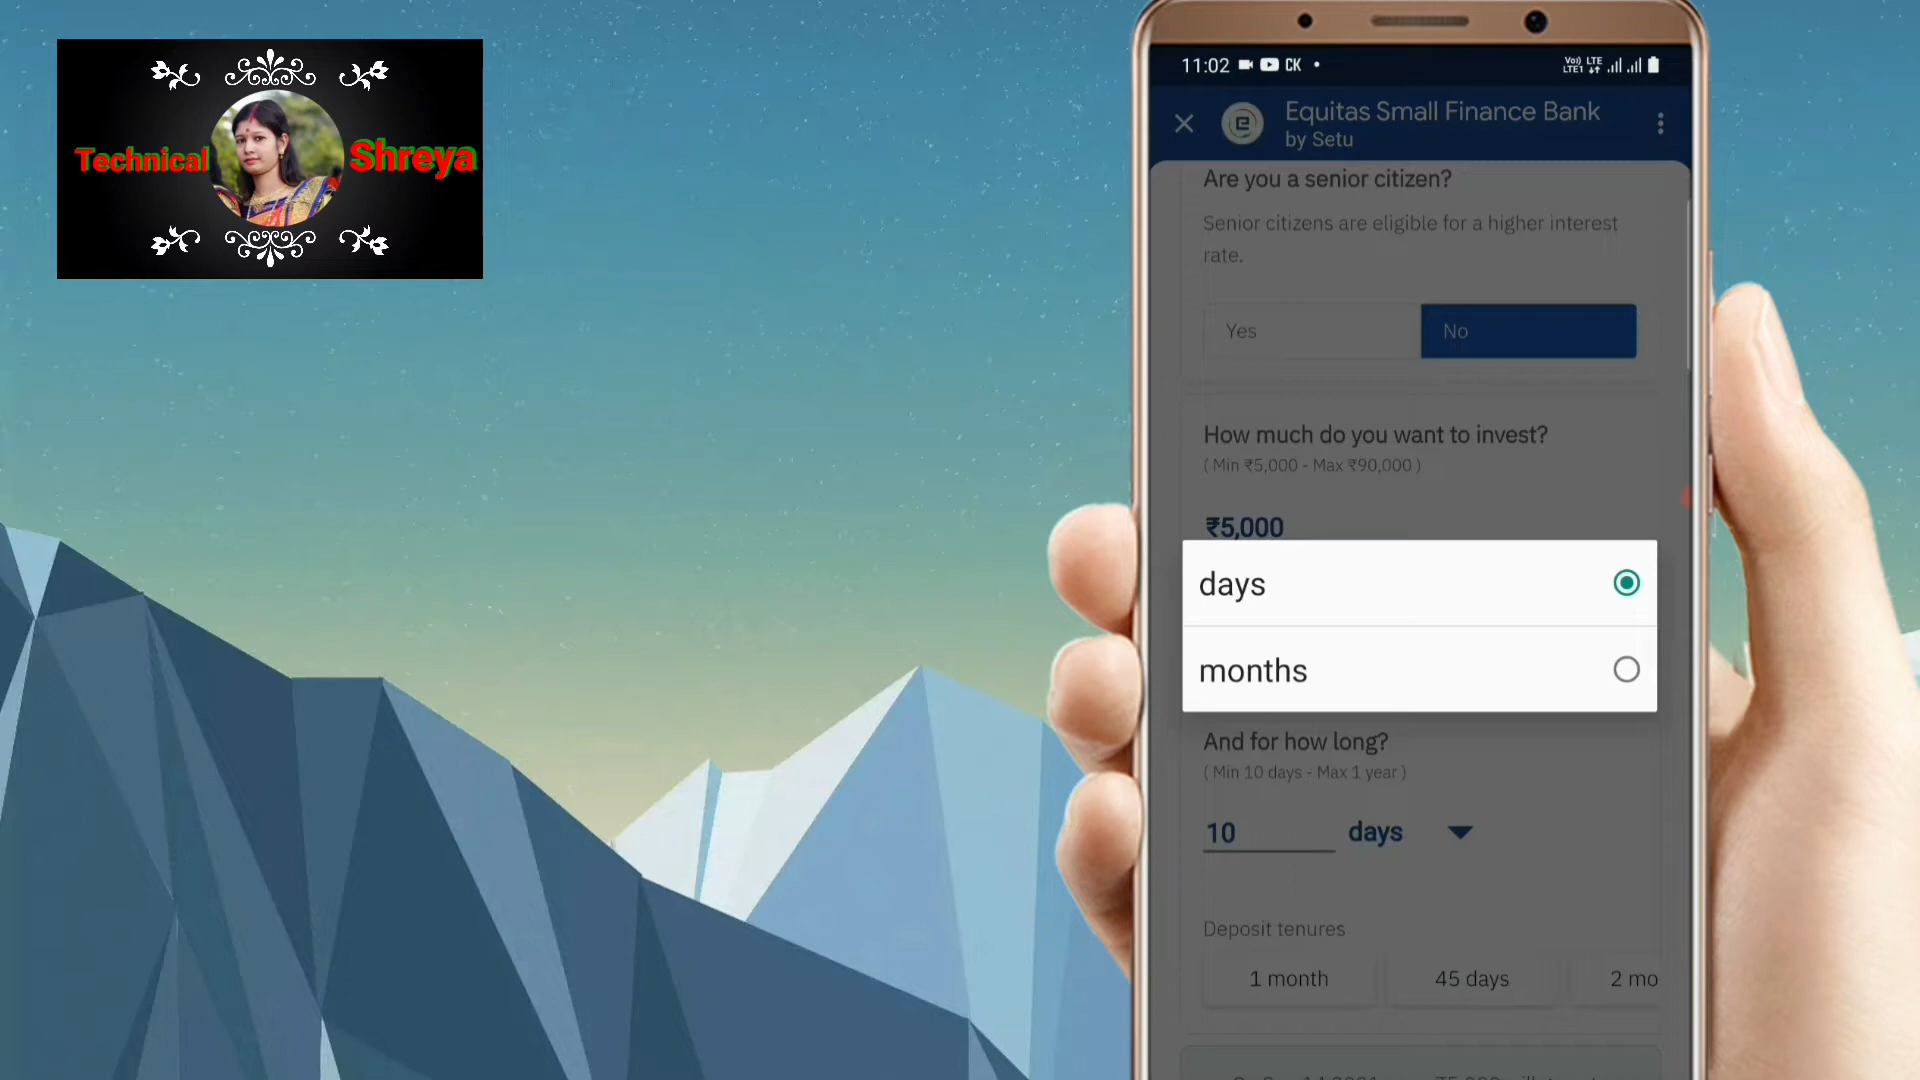 Technical Shreya
11:02 CK
Vo) LTE
LTE1
Equitas Small Finance Bank
by Setu
Are you a senior citizen?
Senior citizens are eligible for a higher interest
rate.
Yes No
How much do you want to invest?
( Min ₹5,000 - Max ₹90,000 )
₹5,000
days
months
And for how long?
( Min 10 days - Max 1 year )
10 days
Deposit tenures
1 month 45 days 2 mo